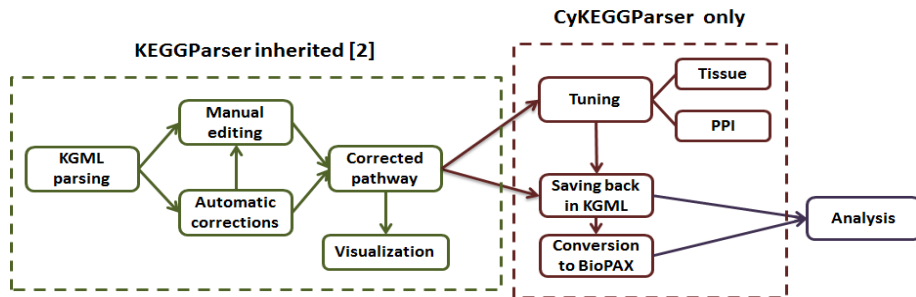 CyKEGGParser only
KEGGParser inherited [2]
Tissue
Tuning
PPI
Manual
editing
KGML
parsing
Corrected
pathway
Automatic
corrections
Saving back
in KGML
Analysis
Visualization
Conversion
to BioPAX